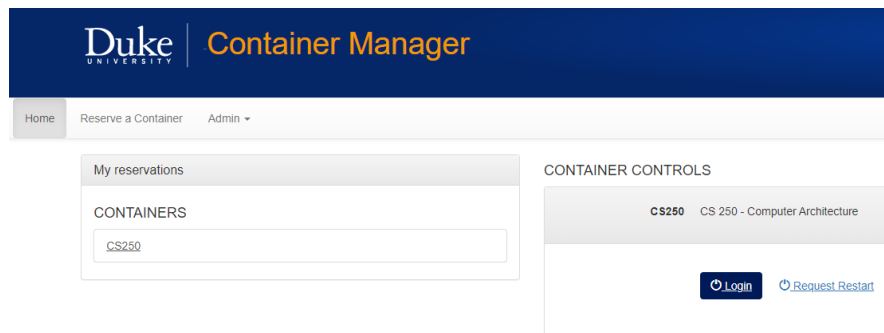 Duke
UNIVERSITY
Container Manager
Home Reserve a Container Admin
My reservations
CONTAINERS
CS250
CONTAINER CONTROLS
CS250 CS 250 - Computer Architecture
Login Request Restart